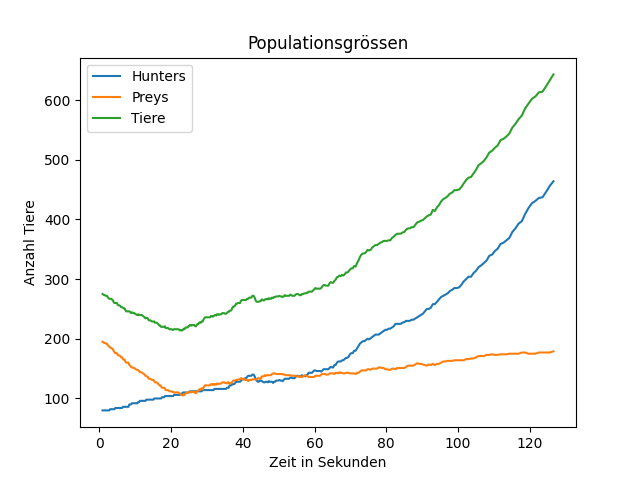 Populationsgrössen
Hunters
Preys
Tiere
Anzahl Tiere
600
500
400
300
200
100
0 20 40 60 80 100 120
Zeit in Sekunden